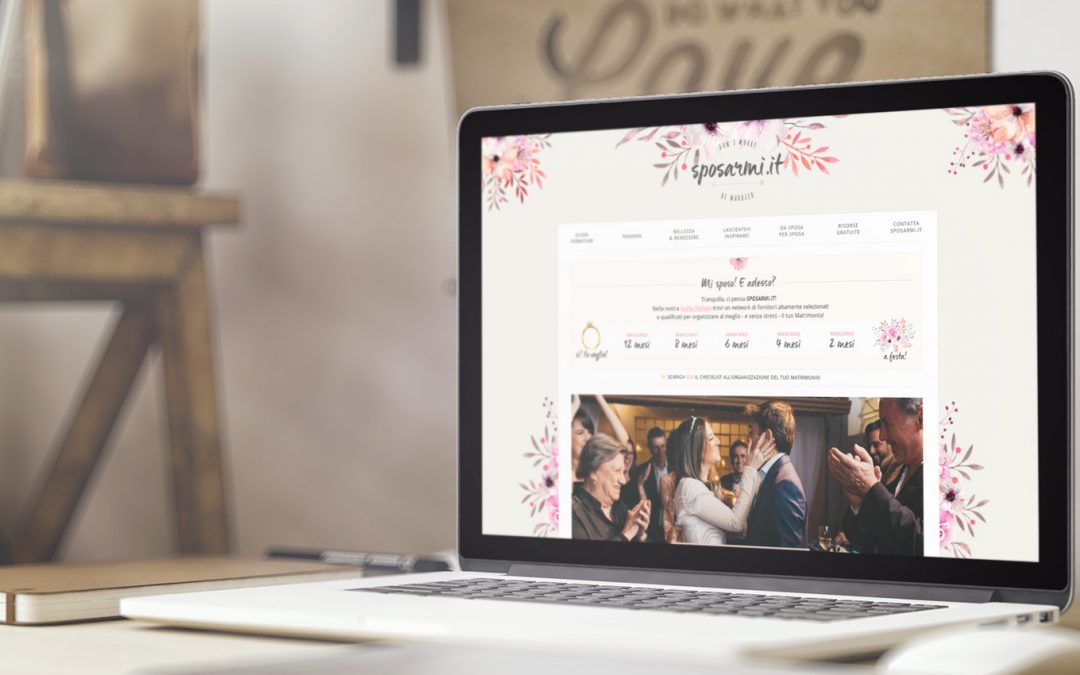 DO WHAT YOU
Love
DON'T WORRY
sposarmi.it
BE MARRIED
GUIDA
FORNITORI
FASHION
BELLEZZA
& BENESSERE
LASCIATEVI
INSPIRARE!
DA SPOSA
PER SPOSA
RISORSE
GRATUITE
CONTATTA
SPOSARMI.IT
Mi sposo! E adesso?
Tranquilla, ci pensa SPOSARMI.IT!
Nella nostra Guida Stellata trovi un network di fornitori altamente selezionati
e qualificati per organizzare al meglio - e senza stress - il tuo Matrimonio!
sì! lo voglio!
MANCANO
12 mesi
MANCANO
8 mesi
MANCANO
6 mesi
MANCANO
4 mesi
MANCANO
2 mesi
a festa!
SCARICA QUI IL CHECKLIST ALL'ORGANIZZAZIONE DEL TUO MATRIMONIO